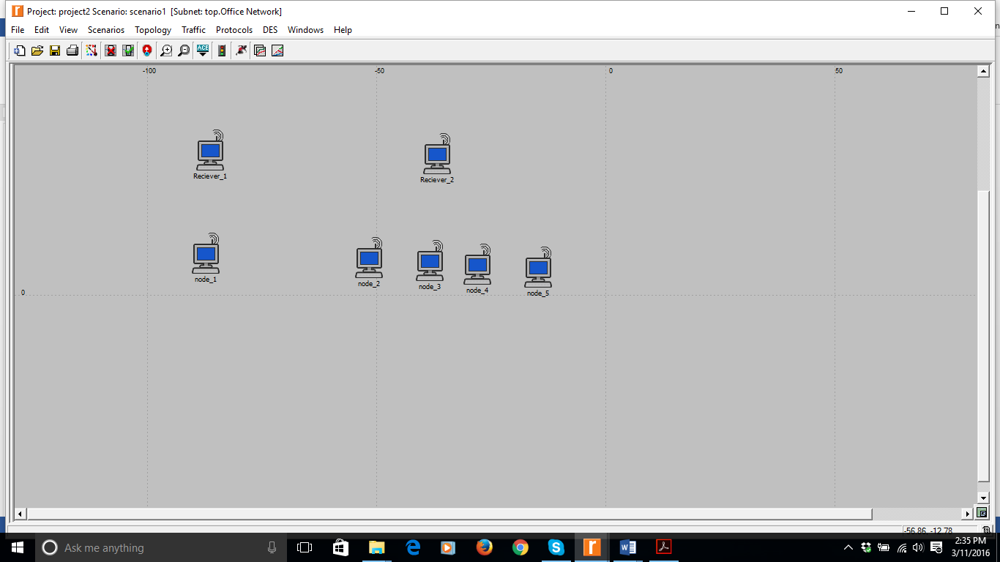 Project: project2 Scenario: scenario1 [Subnet: top.Office Network]
File Edit View Scenarios Topology Traffic Protocols DES Windows Help
ACE
-100 -50 0 50
Reciever_1
Reciever_2
node_1
node_2
node_3
node_4
node_5
0
-56.86, -12.78
Ask me anything
2:35 PM
3/11/2016